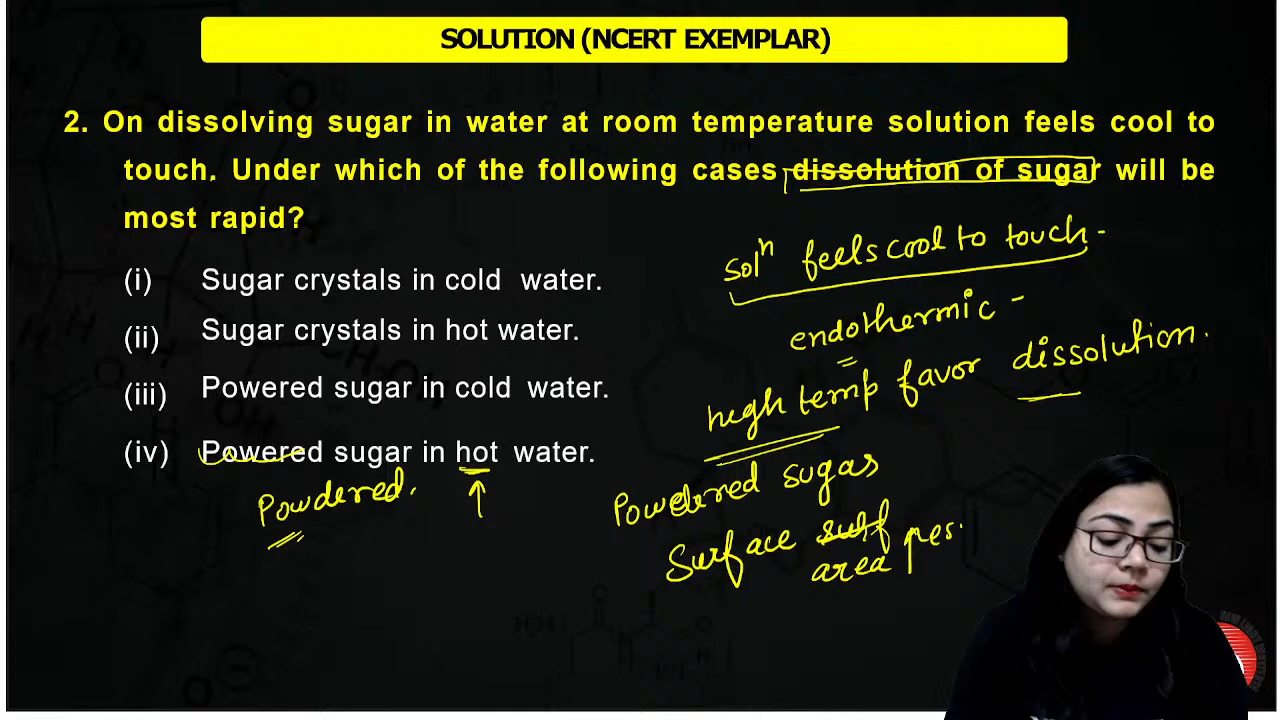 SOLUTION (NCERT EXEMPLAR)
2. On dissolving sugar in water at room temperature solution feels cool to
touch. Under which of the following cases dissolution of sugar will be
most rapid?
(i) Sugar crystals in cold water.
(ii) Sugar crystals in hot water.
(iii) Powered sugar in cold water.
(iv) Powered sugar in hot water.
Powdered.
solⁿ feels cool to touch-
endothermic -
high temp favor dissolution.
Powdered sugar
Surface
area ↑es.